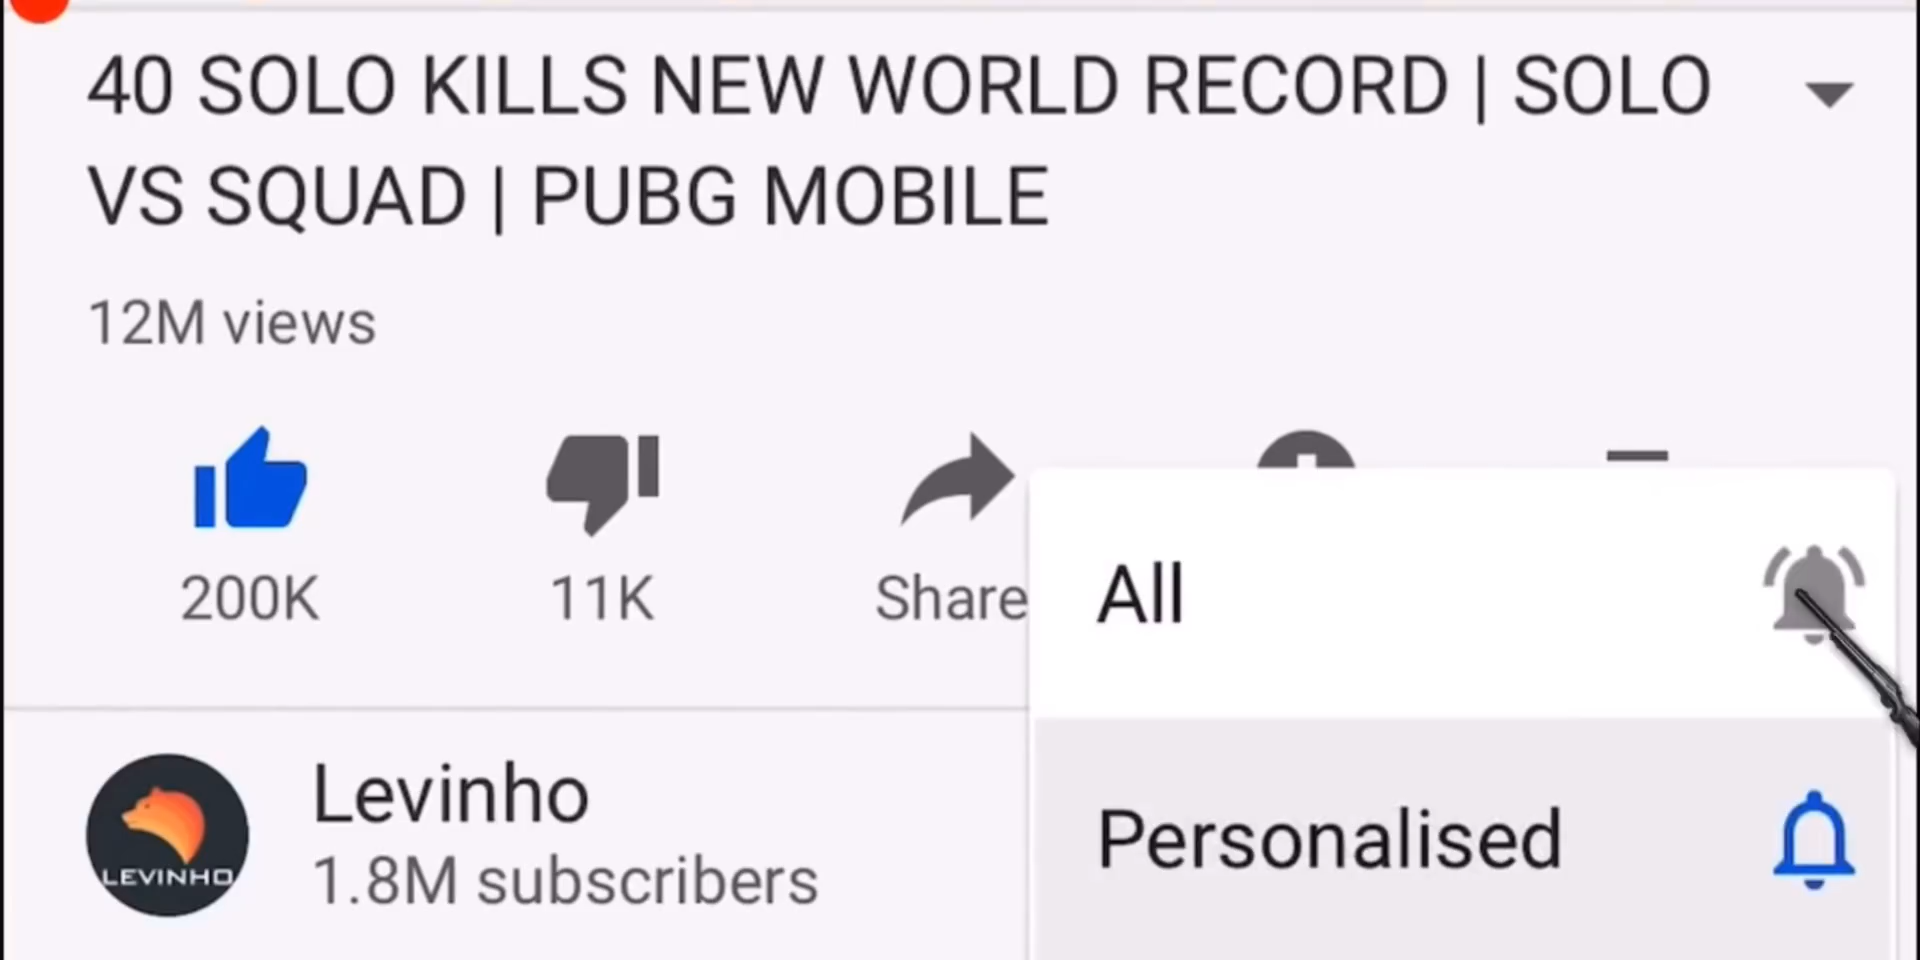 40 SOLO KILLS NEW WORLD RECORD | SOLO
VS SQUAD | PUBG MOBILE
12M views
200K
11K
Share
All
Levinho
1.8M subscribers
LEVINHO
Personalised